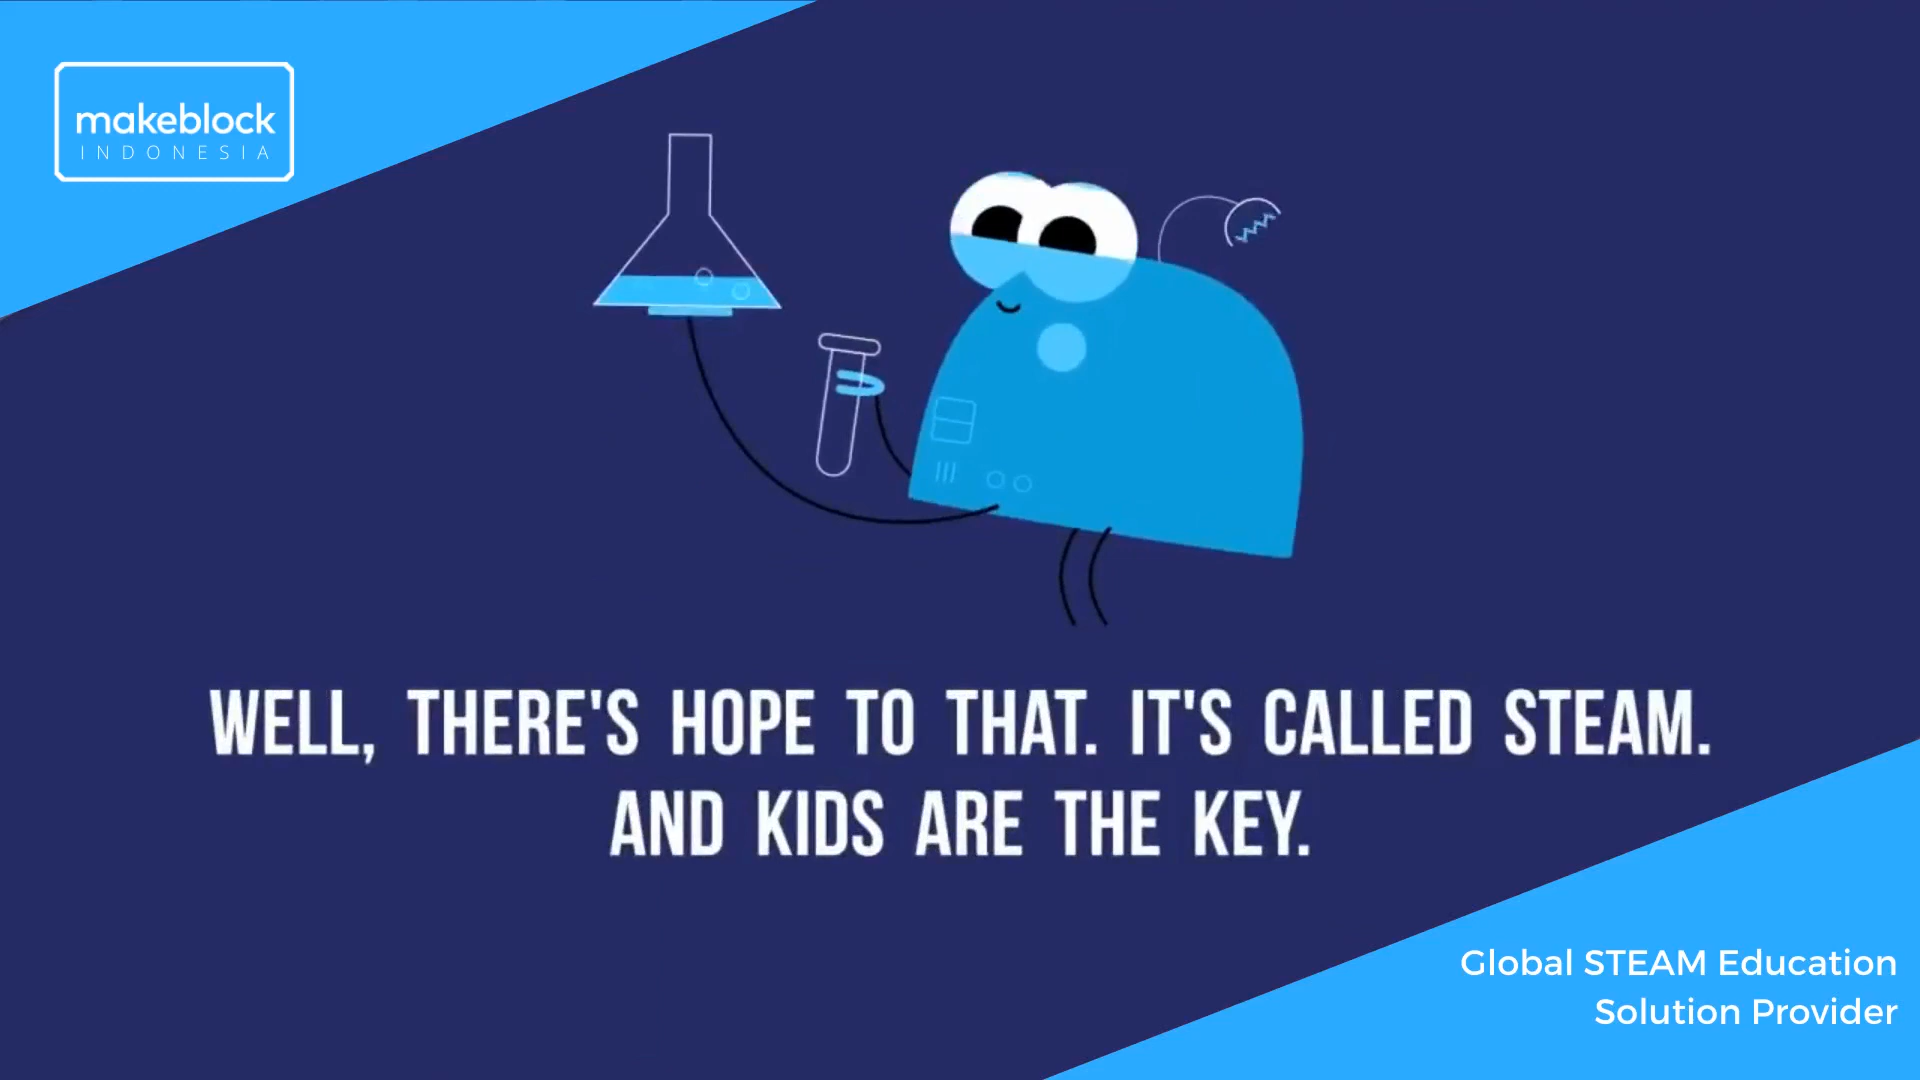 makeblock
INDONESIA
WELL, THERE'S HOPE TO THAT. IT'S CALLED STEAM.
AND KIDS ARE THE KEY.
Global STEAM Education
Solution Provider